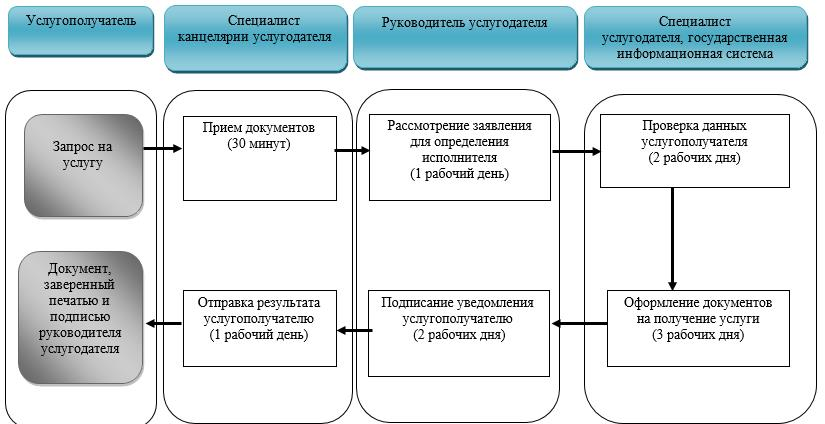 Услугополучатель
Специалист
канцелярии услугодателя
Руководитель услугодателя
Специалист
услугодателя, государственная
информационная система
Запрос на
услугу
Прием документов
(30 минут)
Рассмотрение заявления
для определения
исполнителя
(1 рабочий день)
Проверка данных
услугополучателя
(2 рабочих дня)
Документ,
заверенный
печатью и
подписью
руководителя
услугодателя
Отправка результата
услугополучателю
(1 рабочий день)
Подписание уведомления
услугополучателю
(2 рабочих дня)
Оформление документов
на получение услуги
(3 рабочих дня)